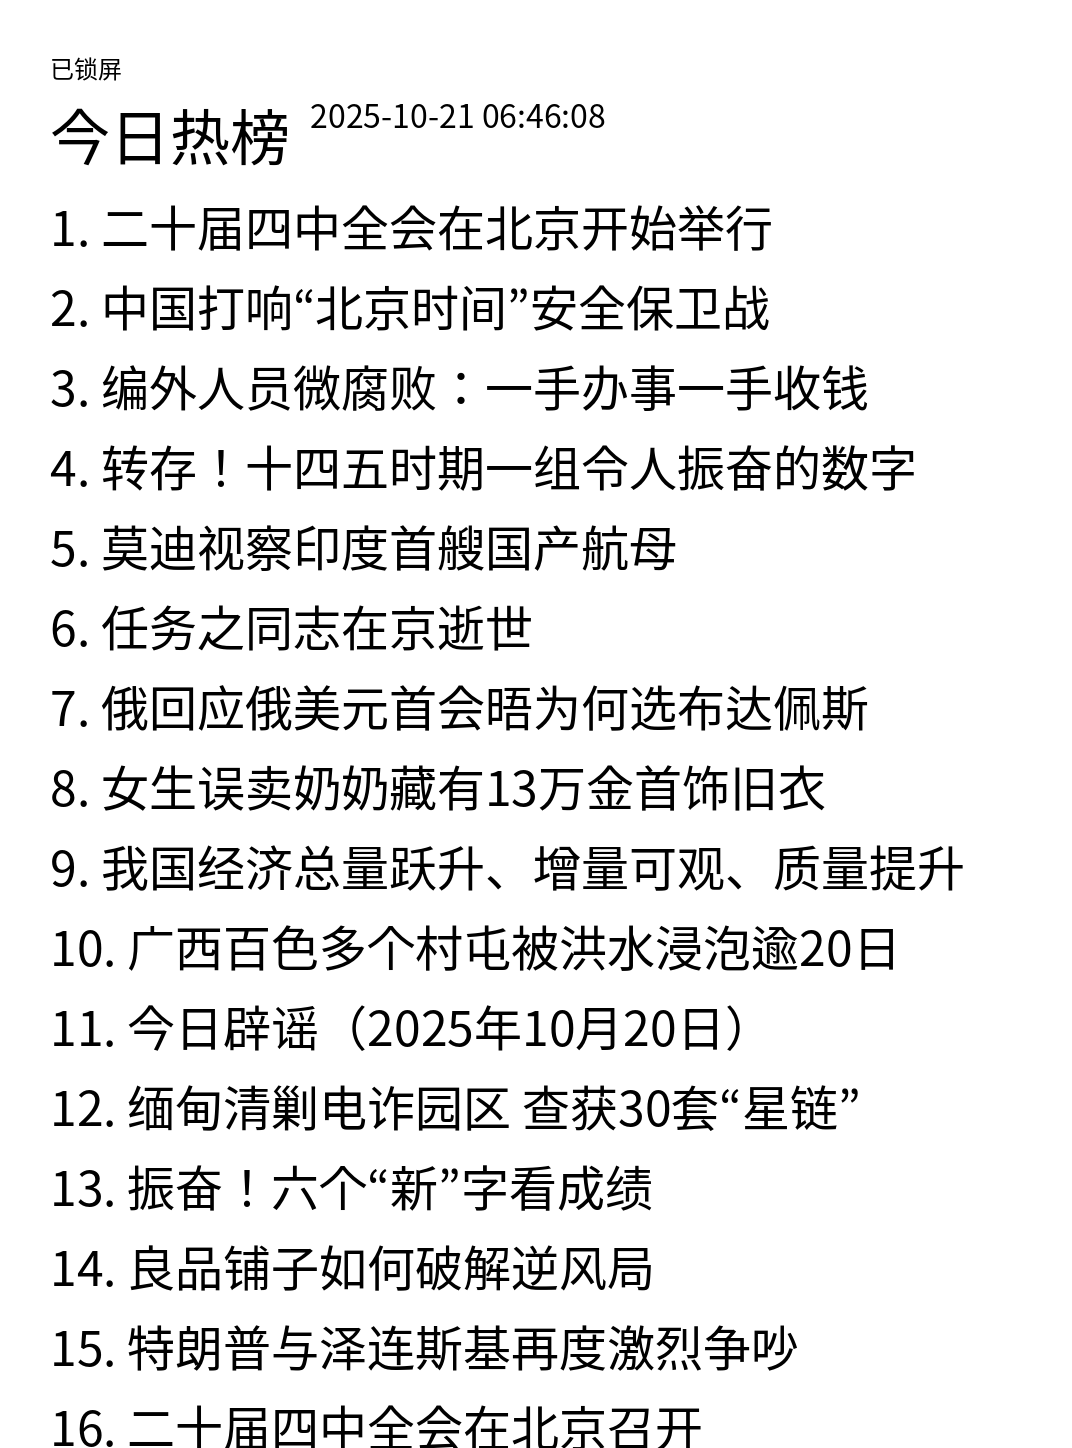 已锁屏
今日热榜 2025-10-21 06:46:08
1. 二十届四中全会在北京开始举行
2. 中国打响“北京时间”安全保卫战
3. 编外人员微腐败：一手办事一手收钱
4. 转存！十四五时期一组令人振奋的数字
5. 莫迪视察印度首艘国产航母
6. 任务之同志在京逝世
7. 俄回应俄美元首会晤为何选布达佩斯
8. 女生误卖奶奶藏有13万金首饰旧衣
9. 我国经济总量跃升、增量可观、质量提升
10. 广西百色多个村屯被洪水浸泡逾20日
11. 今日辟谣（2025年10月20日）
12. 缅甸清剿电诈园区 查获30套“星链”
13. 振奋！六个“新”字看成绩
14. 良品铺子如何破解逆风局
15. 特朗普与泽连斯基再度激烈争吵
16. 二十届四中全会在北京召开